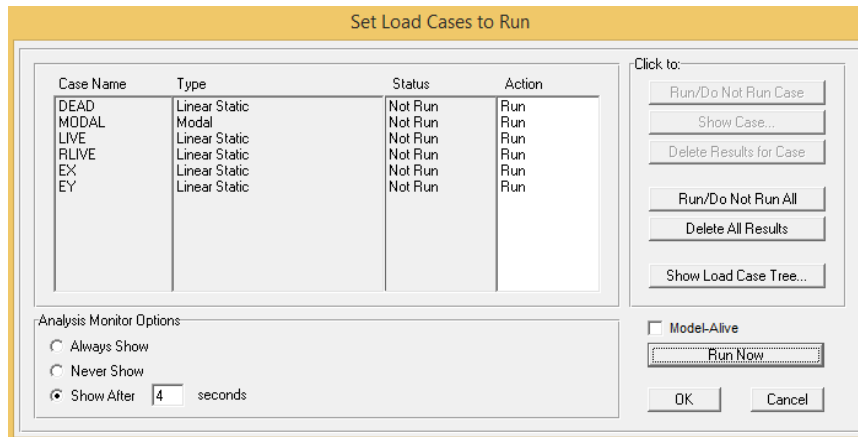 Set Load Cases to Run
Case Name Type Status Action
DEAD Linear Static Not Run Run
MODAL Modal Not Run Run
LIVE Linear Static Not Run Run
RLIVE Linear Static Not Run Run
EX Linear Static Not Run Run
EY Linear Static Not Run Run
Click to:
Run/Do Not Run Case
Show Case...
Delete Results for Case
Run/Do Not Run All
Delete All Results
Show Load Case Tree...
Analysis Monitor Options
Always Show
Never Show
Show After 4 seconds
Model-Alive
Run Now
OK Cancel